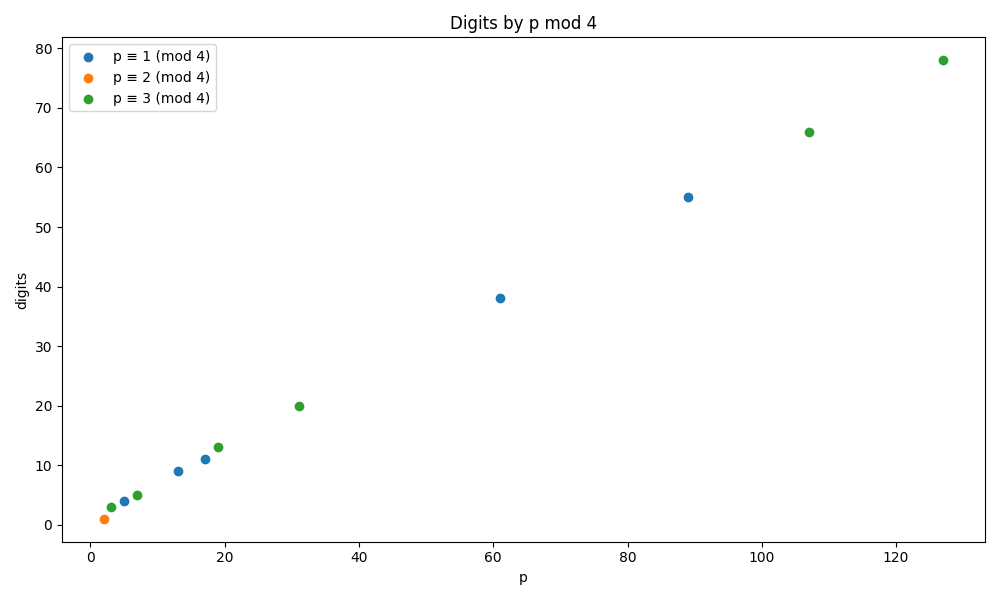 Digits by p mod 4
p ≡ 1 (mod 4)
p ≡ 2 (mod 4)
p ≡ 3 (mod 4)
80
70
60
50
40
30
20
10
0
digits
0 20 40 60 80 100 120
p